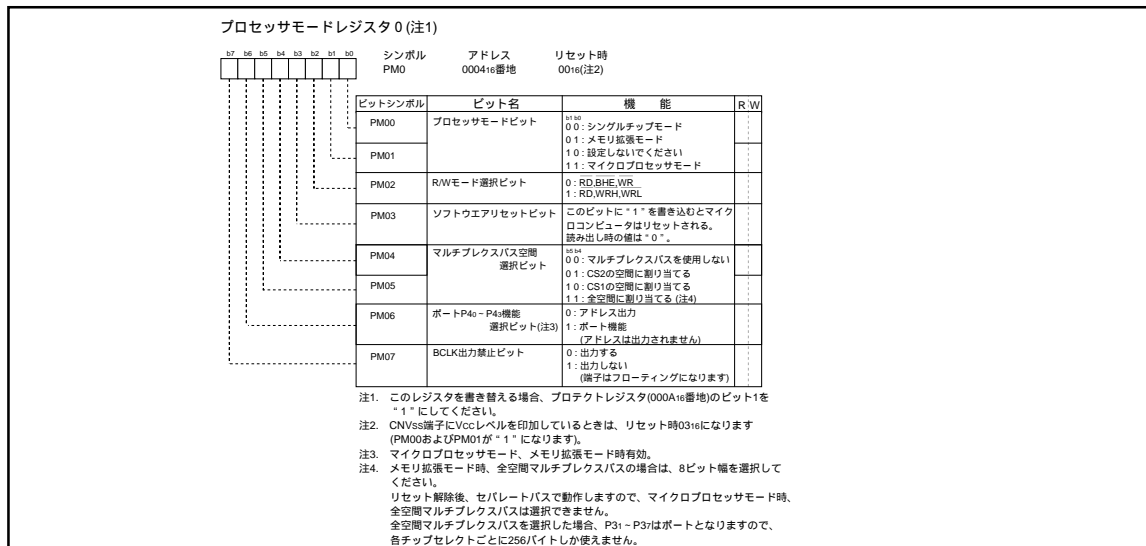 プロセッサモードレジスタ0 (注1)
b7 b6 b5 b4 b3 b2 b1 b0
シンボル アドレス リセット時
PM0 000416番地 0016(注2)
ビットシンボル ビット名 機 能 R W
PM00 プロセッサモードビット
b1 b0
0 0 : シングルチップモード
0 1 : メモリ拡張モード
1 0 : 設定しないでください
1 1 : マイクロプロセッサモード
PM01
PM02 R/Wモード選択ビット
0 : RD,BHE,WR
1 : RD,WRH,WRL
PM03 ソフトウエアリセットビット
このビットに“1”を書き込むとマイク
ロコンピュータはリセットされる。
読み出し時の値は“0”。
PM04 マルチプレクスバス空間
選択ビット
b5 b4
0 0 : マルチプレクスバスを使用しない
0 1 : CS2の空間に割り当てる
1 0 : CS1の空間に割り当てる
1 1 : 全空間に割り当てる (注4)
PM05
PM06 ポートP40~P43機能
選択ビット(注3)
0 : アドレス出力
1 : ポート機能
(アドレスは出力されません)
PM07 BCLK出力禁止ビット
0 : 出力する
1 : 出力しない
(端子はフローティングになります)
注1. このレジスタを書き替える場合、プロテクトレジスタ(000A16番地)のビット1を
“1”にしてください。
注2. CNVSS端子にVCCレベルを印加しているときは、リセット時0316になります
(PM00およびPM01が“1”になります)。
注3. マイクロプロセッサモード、メモリ拡張モード時有効。
注4. メモリ拡張モード時、全空間マルチプレクスバスの場合は、8ビット幅を選択して
ください。
リセット解除後、セパレートバスで動作しますので、マイクロプロセッサモード時、
全空間マルチプレクスバスは選択できません。
全空間マルチプレクスバスを選択した場合、P31~P37はポートとなりますので、
各チップセレクトごとに256バイトしか使えません。